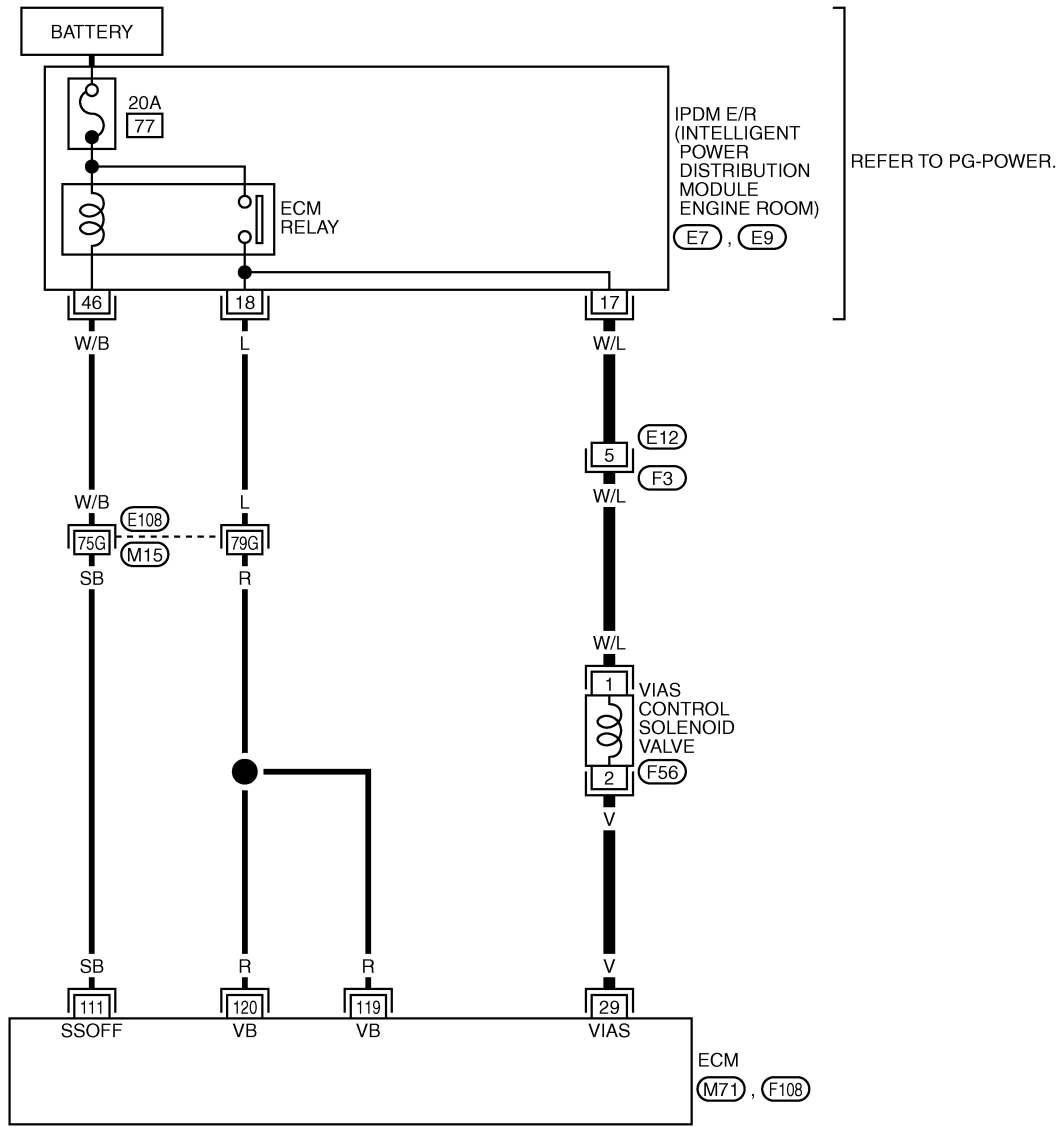 BATTERY
20A
77
IPDM E/R
(INTELLIGENT
POWER
DISTRIBUTION
MODULE
ENGINE ROOM)
E7 , E9
REFER TO PG-POWER.
ECM
RELAY
46
18
17
W/B
L
W/L
E12
5
F3
W/L
W/B
L
E108
75G
79G
M15
SB
R
W/L
1
VIAS
CONTROL
SOLENOID
VALVE
2
F56
V
SB
R
R
V
111
120
119
29
SSOFF
VB
VB
VIAS
ECM
M71 , F108